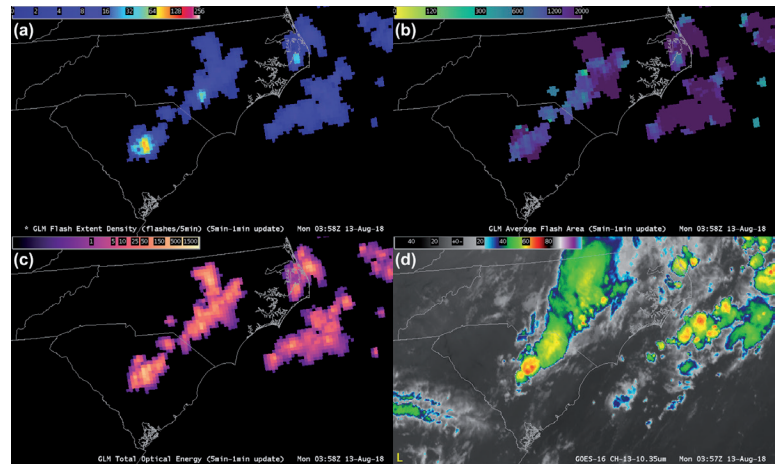 1 2 4 8 16 32 64 128 256
(a)
* GLM Flash Extent Density (flashes/5min) (5min-1min update) Mon 03:58Z 13-Aug-18
0 120 300 600 1200 2000
(b)
GLM Average Flash Area (5min-1min update) Mon 03:58Z 13-Aug-18
1 5 10 25 50 150 500 1500
(c)
GLM Total Optical Energy (5min-1min update) Mon 03:58Z 13-Aug-18
40 20 20 40 60 80
(d)
L
GOES-16 CH-13-10.35um Mon 03:57Z 13-Aug-18